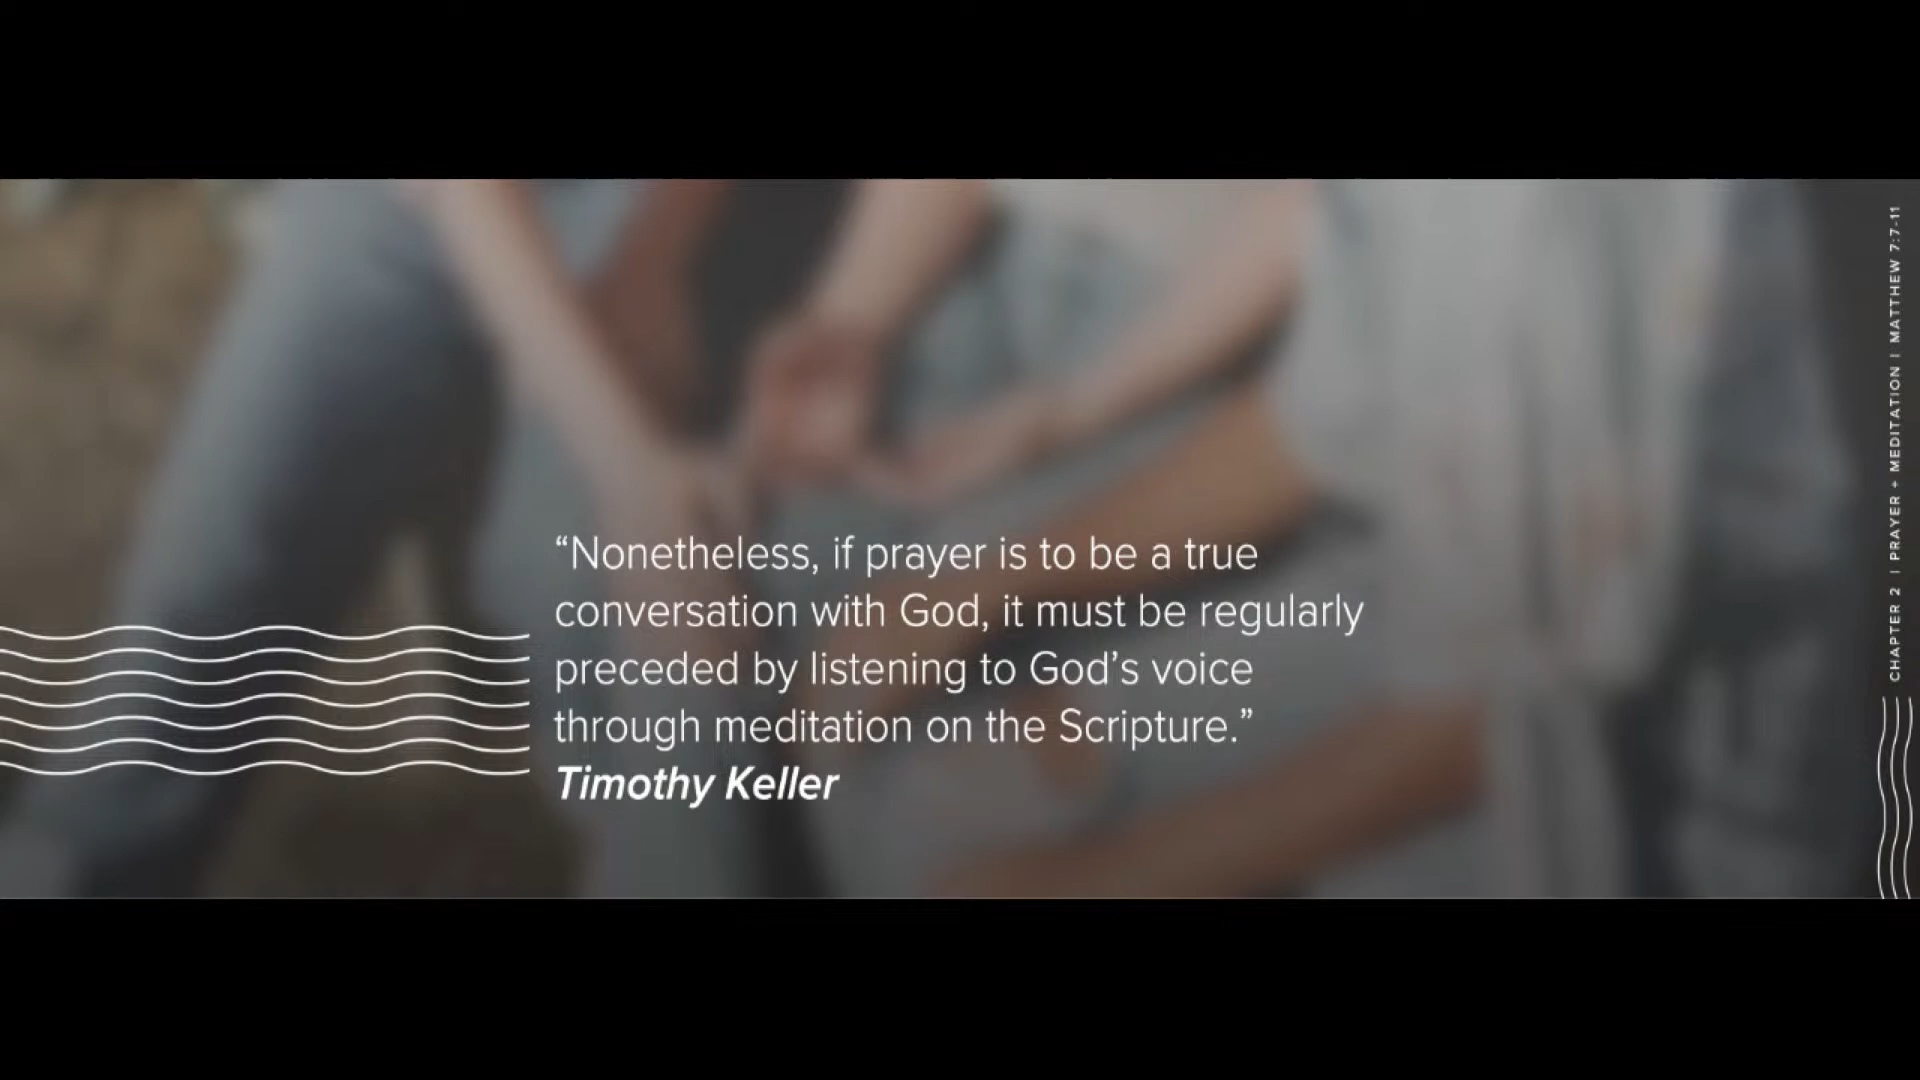 “Nonetheless, if prayer is to be a true
conversation with God, it must be regularly
preceded by listening to God’s voice
through meditation on the Scripture.”
Timothy Keller
CHAPTER 2 | PRAYER + MEDITATION | MATTHEW 7:7-11